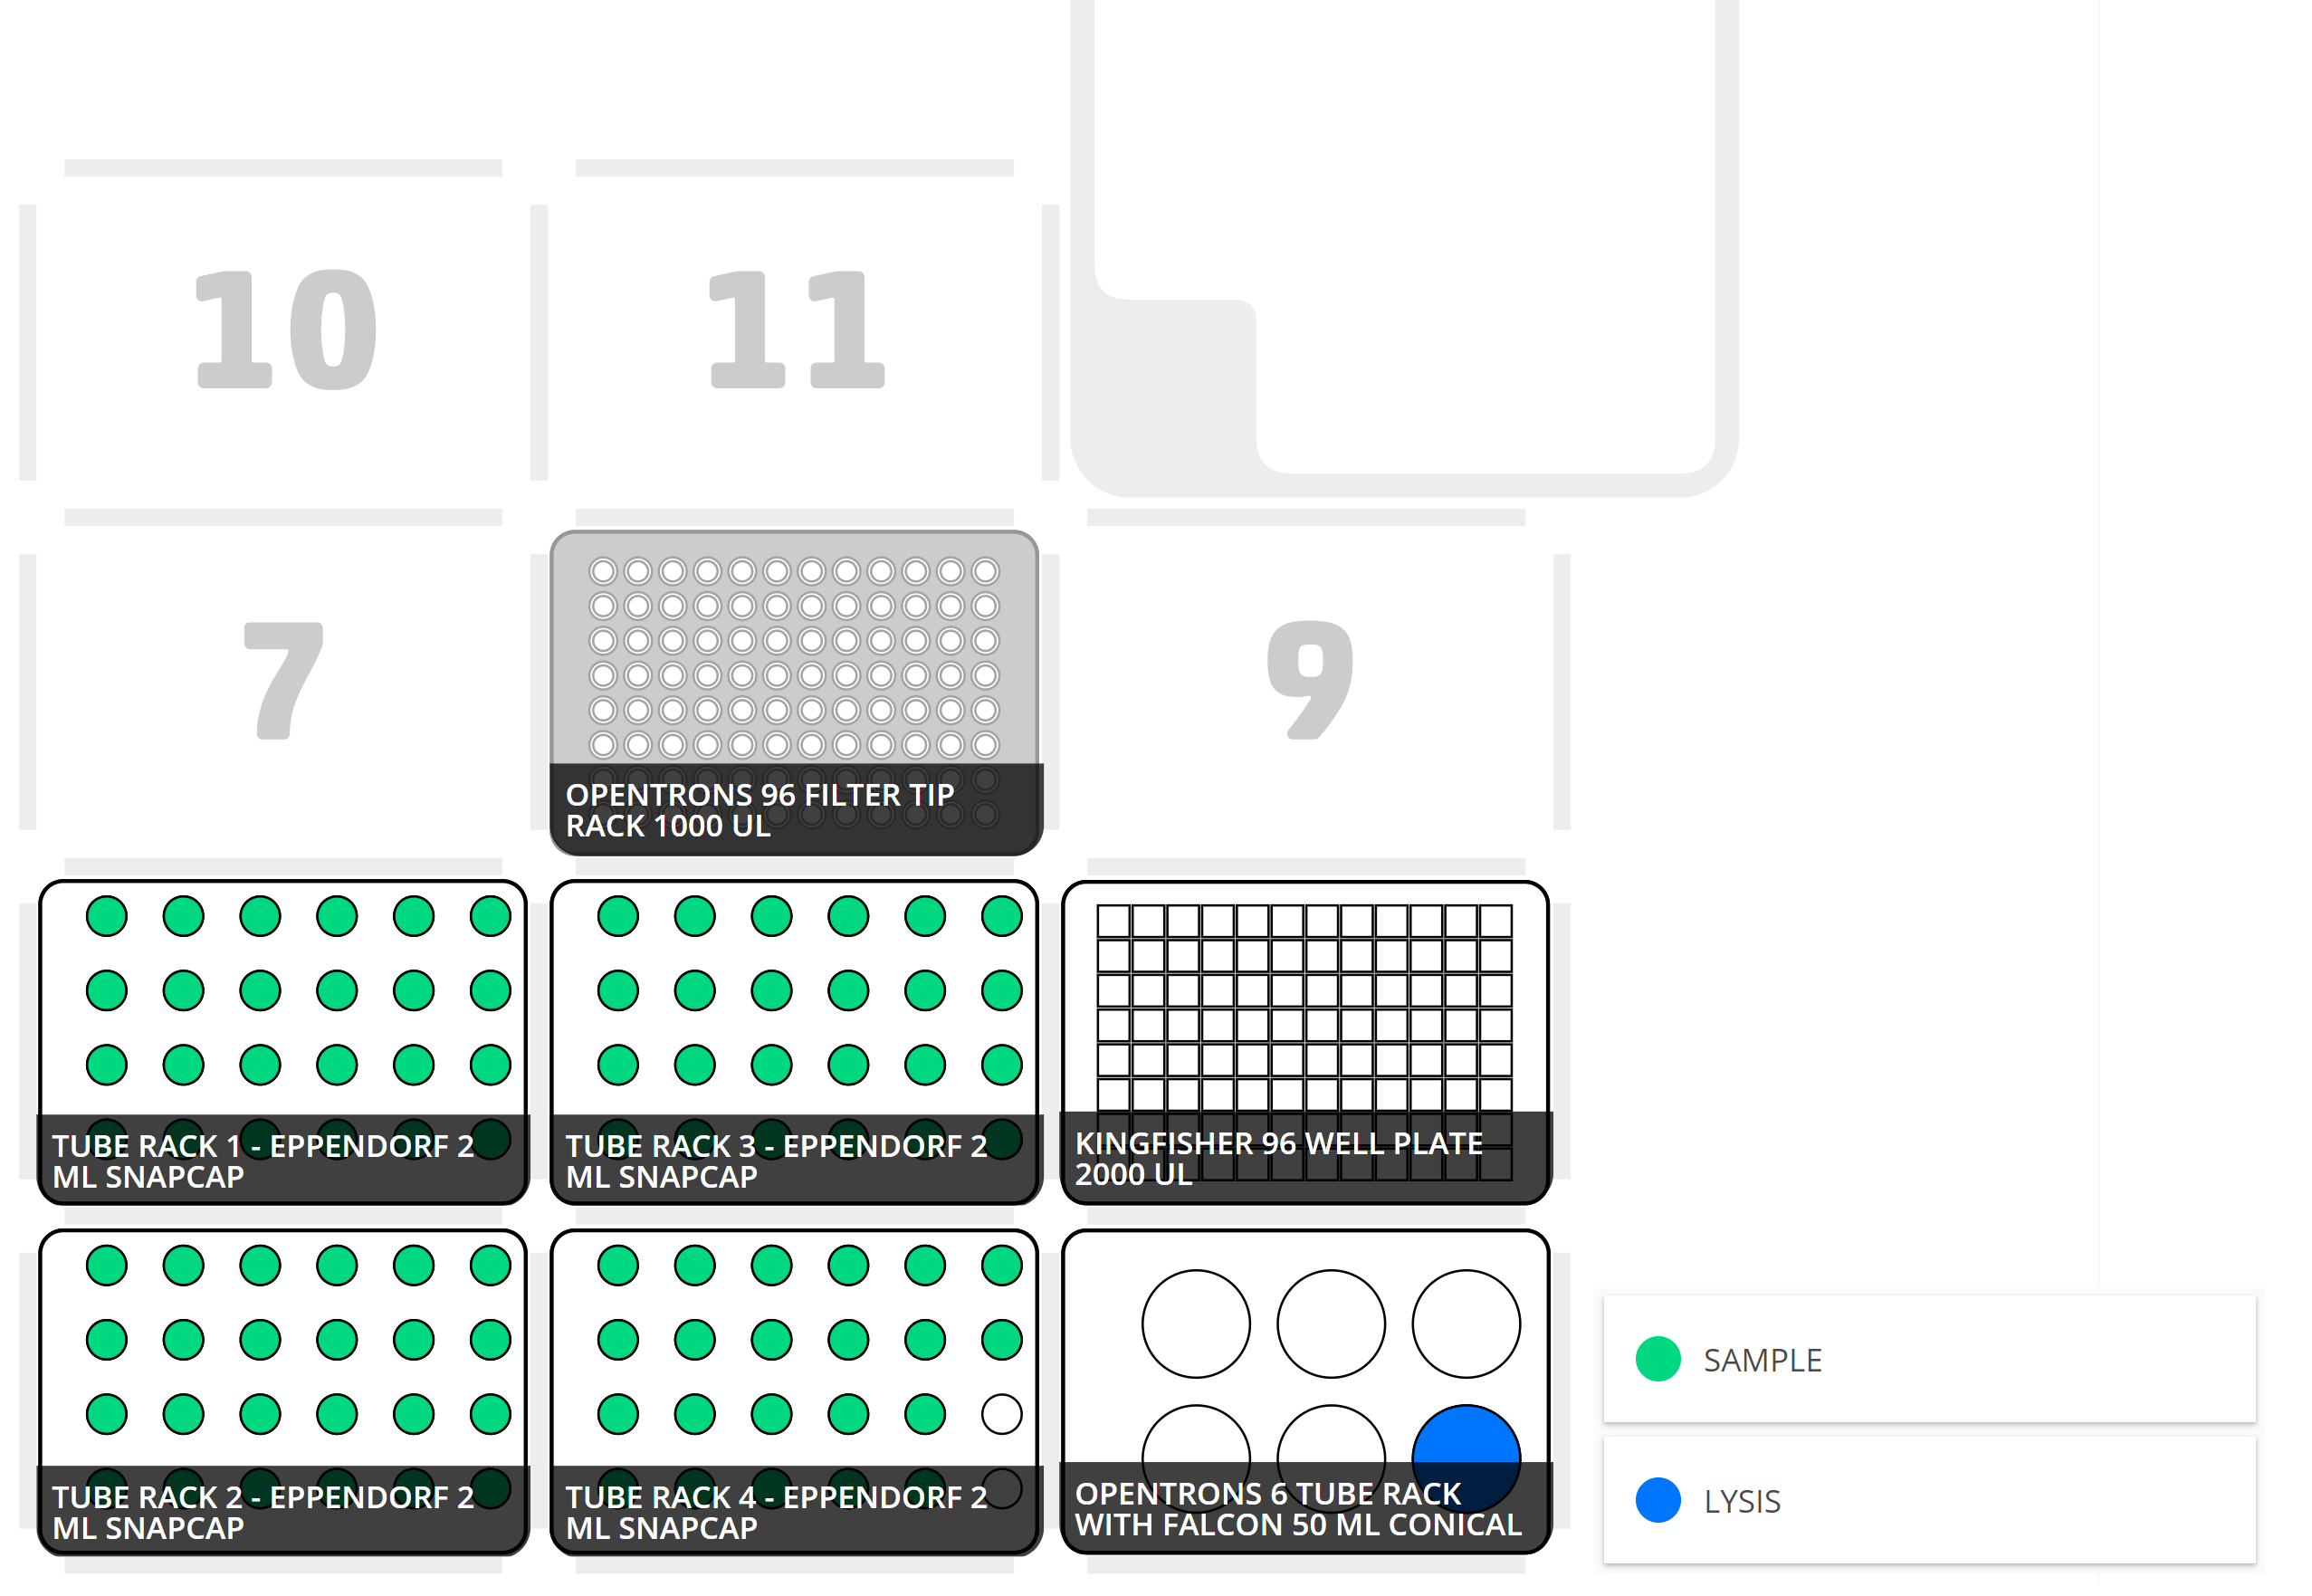 10
11
7
OPENTRONS 96 FILTER TIP
RACK 1000 UL
9
TUBE RACK 1 - EPPENDORF 2
ML SNAPCAP
TUBE RACK 3 - EPPENDORF 2
ML SNAPCAP
KINGFISHER 96 WELL PLATE
2000 UL
TUBE RACK 2 - EPPENDORF 2
ML SNAPCAP
TUBE RACK 4 - EPPENDORF 2
ML SNAPCAP
OPENTRONS 6 TUBE RACK
WITH FALCON 50 ML CONICAL
SAMPLE
LYSIS